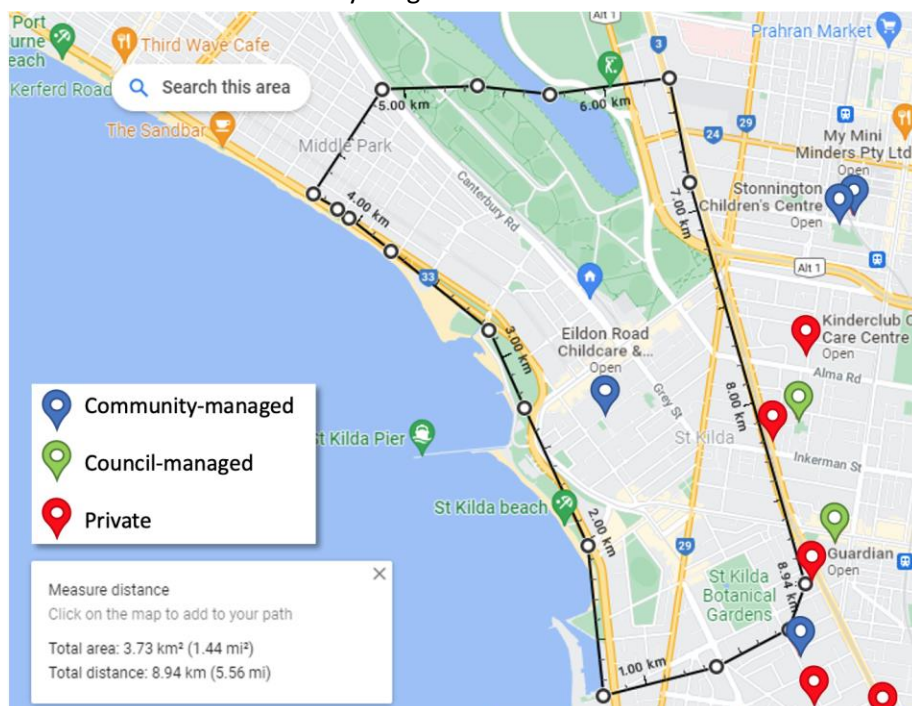 Port
urne
each
Kerferd Road
Third Wave Cafe
Search this area
The Sandbar
Middle Park
5.00 km
6.00 km
Alt 1
3
Prahran Market
29
24
My Mini
Minders Pty Ltd
Open
Stonnington
Children's Centre
Open
7.00 km
4.00 km
Canterbury Rd
33
Alt 1
3.00 km
Eildon Road
Childcare &...
Open
Kinderclub C
Care Centre
Open
Alma Rd
Grey St
8.00 km
St Kilda
Inkerman St
t Kilda Pier
St Kilda beach
2.00 km
29
Guardian
Open
8.94 km
St Kilda
Botanical
Gardens
1.00 km
Community-managed
Council-managed
Private
Measure distance
Click on the map to add to your path
Total area: 3.73 km² (1.44 mi²)
Total distance: 8.94 km (5.56 mi)